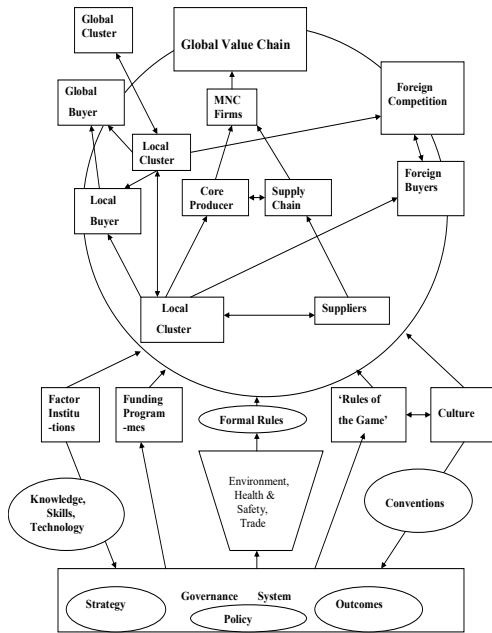 Global
Cluster
Global Value Chain
Global
Buyer
MNC
Firms
Foreign
Competition
Local
Cluster
Local
Buyer
Core
Producer
Supply
Chain
Foreign
Buyers
Local
Cluster
Suppliers
Factor
Institu
-tions
Funding
Program
-mes
Formal Rules
‘Rules of
the Game’
Culture
Knowledge,
Skills,
Technology
Environment,
Health &
Safety,
Trade
Conventions
Governance System
Strategy
Policy
Outcomes